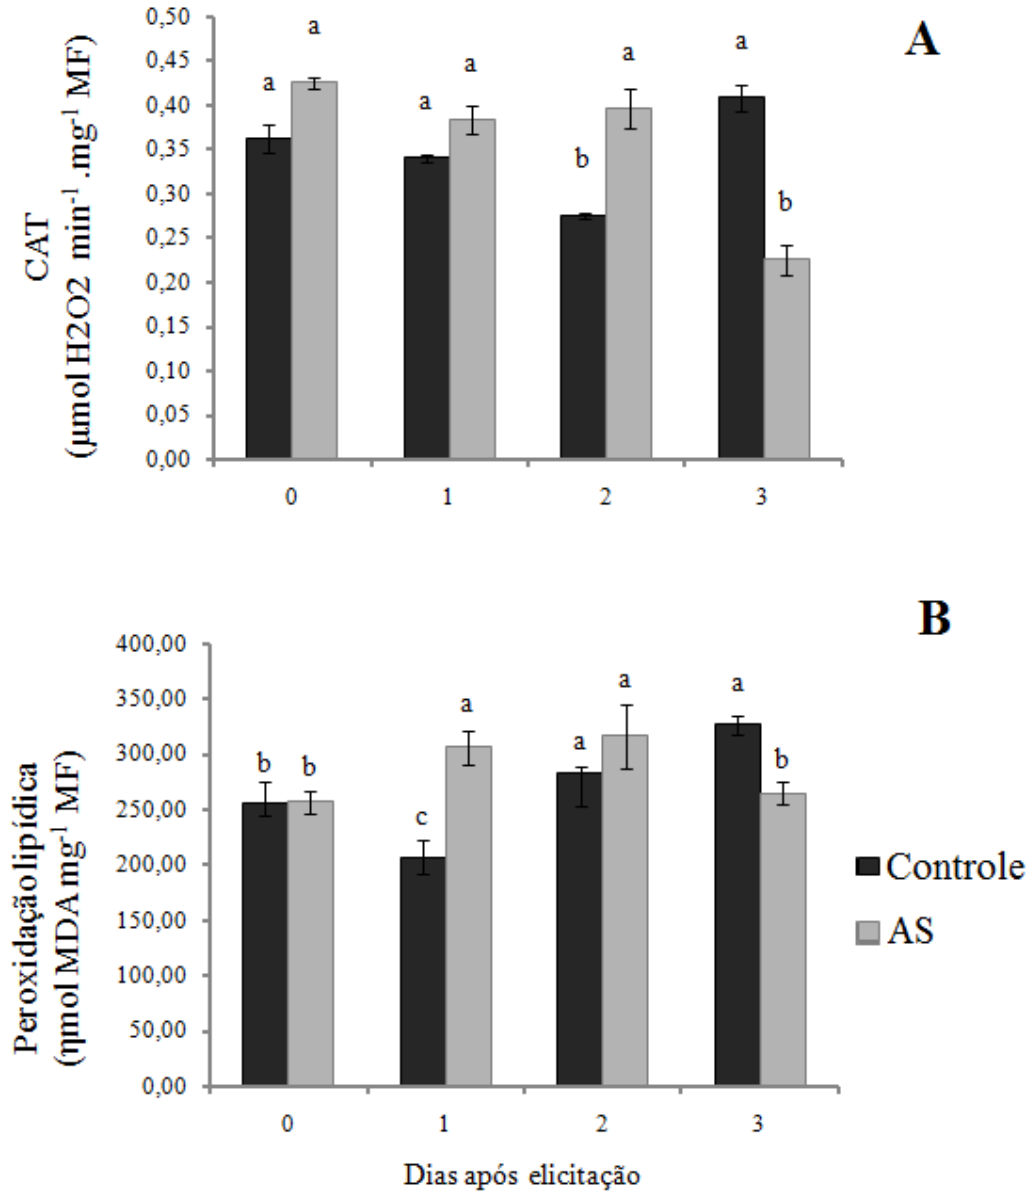 A
0,50
0,45
0,40
0,35
0,30
0,25
0,20
0,15
0,10
0,05
0,00
CAT
(μmol H2O2 min⁻¹ .mg⁻¹ MF)
a
a
a
a
b
a
a
b
0
1
2
3
B
400,00
350,00
300,00
250,00
200,00
150,00
100,00
50,00
0,00
Peroxidação lipídica
(ηmol MDA mg⁻¹ MF)
b
b
c
a
a
a
a
b
0
1
2
3
Dias após elicitação
Controle
AS